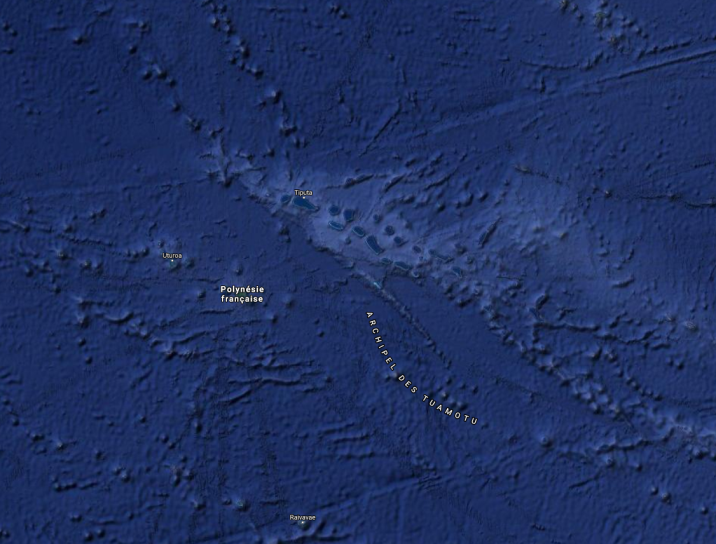 Tiputa
Uturoa
Polynésie
française
ARCHIPEL DES TUAMOTU
Raivavae